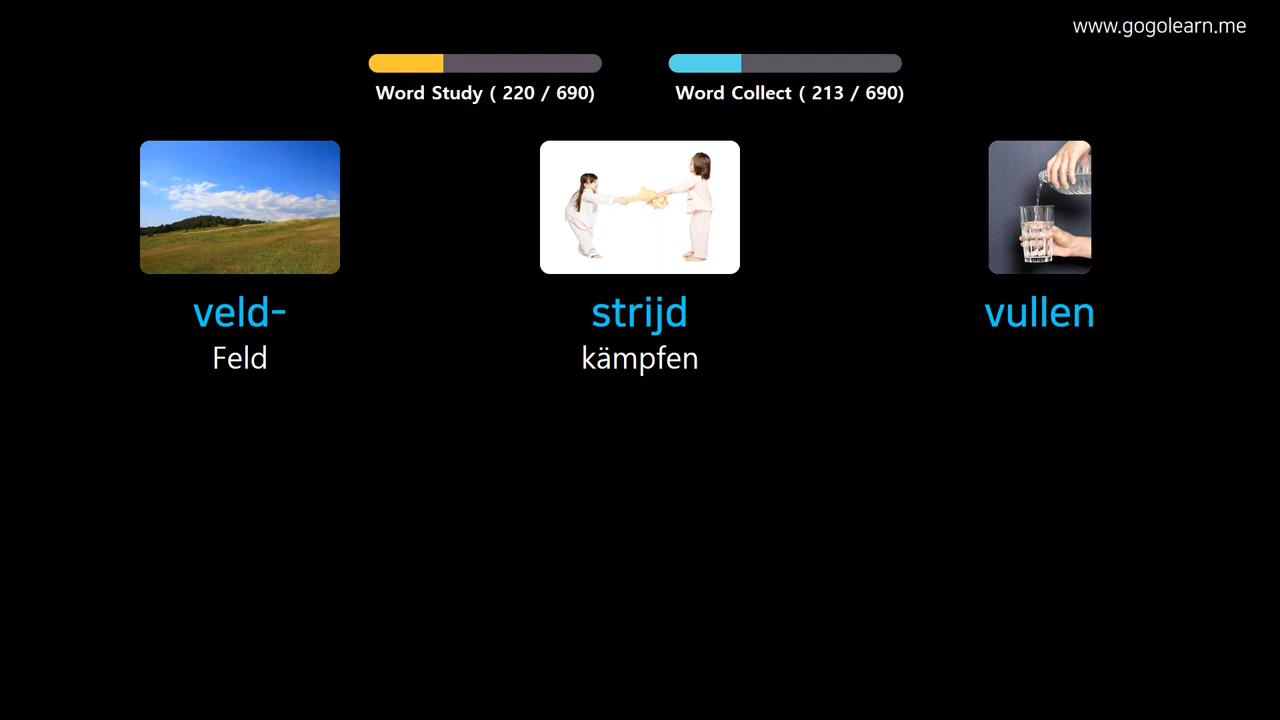 www.gogolearn.me
Word Study ( 220 / 690)
Word Collect ( 213 / 690)
veld-
strijd
vullen
Feld
kämpfen